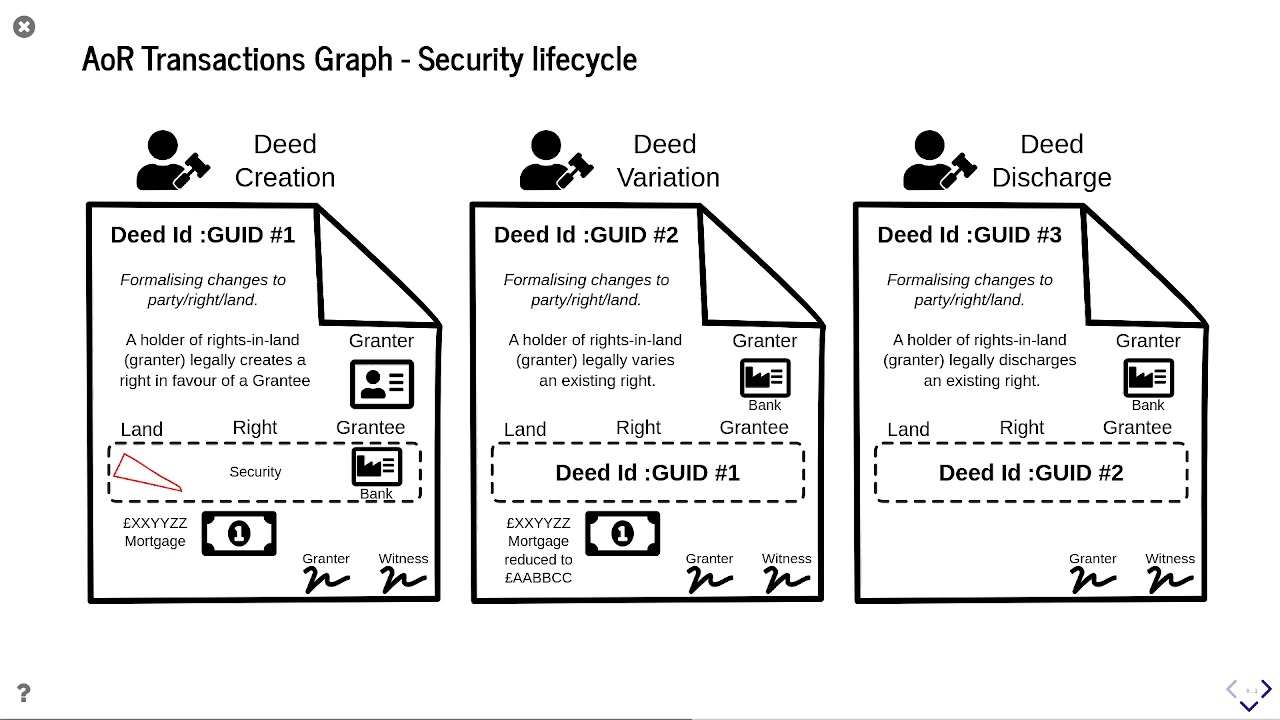 AoR Transactions Graph - Security lifecycle
Deed
Creation
Deed Id :GUID #1
Formalising changes to
party/right/land.
A holder of rights-in-land
(granter) legally creates a
right in favour of a Grantee
Granter
Land
Right
Grantee
Security
Bank
£XXYYZZ
Mortgage
1
Granter
Witness
Deed
Variation
Deed Id :GUID #2
Formalising changes to
party/right/land.
A holder of rights-in-land
(granter) legally varies
an existing right.
Granter
Bank
Land
Right
Grantee
Deed Id :GUID #1
£XXYYZZ
Mortgage
reduced to
£AABBCC
1
Granter
Witness
Deed
Discharge
Deed Id :GUID #3
Formalising changes to
party/right/land.
A holder of rights-in-land
(granter) legally discharges
an existing right.
Granter
Bank
Land
Right
Grantee
Deed Id :GUID #2
Granter
Witness
?